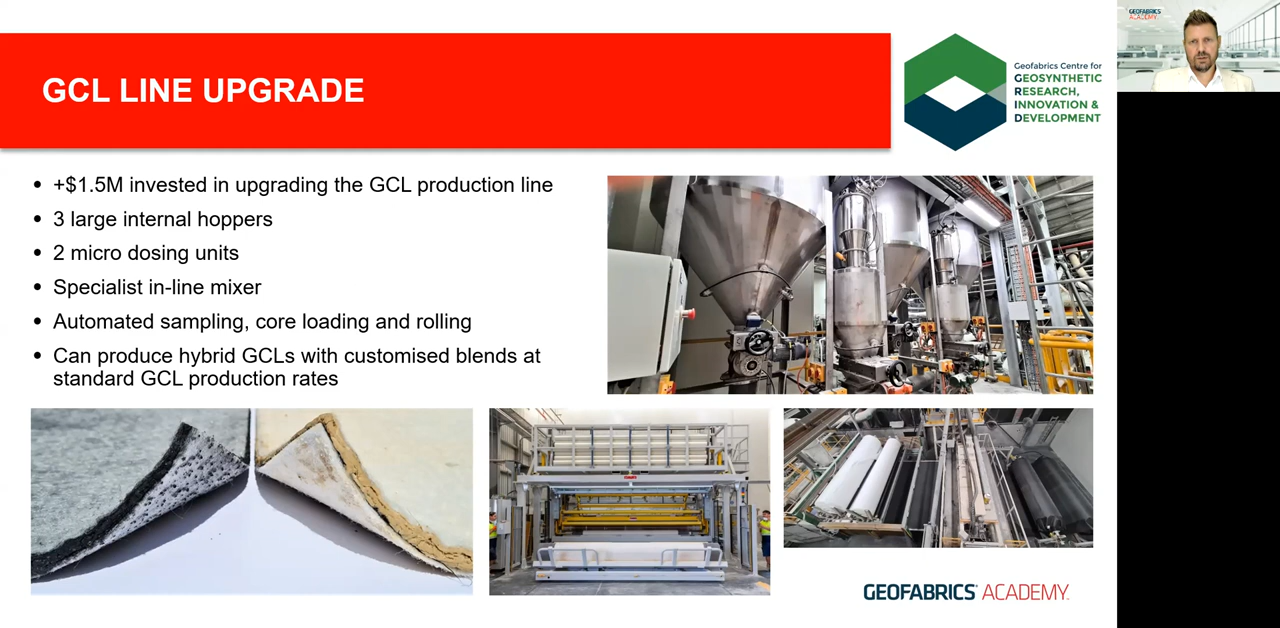 GCL LINE UPGRADE
Geofabrics Centre for
GEOSYNTHETIC
RESEARCH,
INNOVATION &
DEVELOPMENT
GEOFABRICS
ACADEMY
• +$1.5M invested in upgrading the GCL production line
• 3 large internal hoppers
• 2 micro dosing units
• Specialist in-line mixer
• Automated sampling, core loading and rolling
• Can produce hybrid GCLs with customised blends at
standard GCL production rates
GEOFABRICS ACADEMY